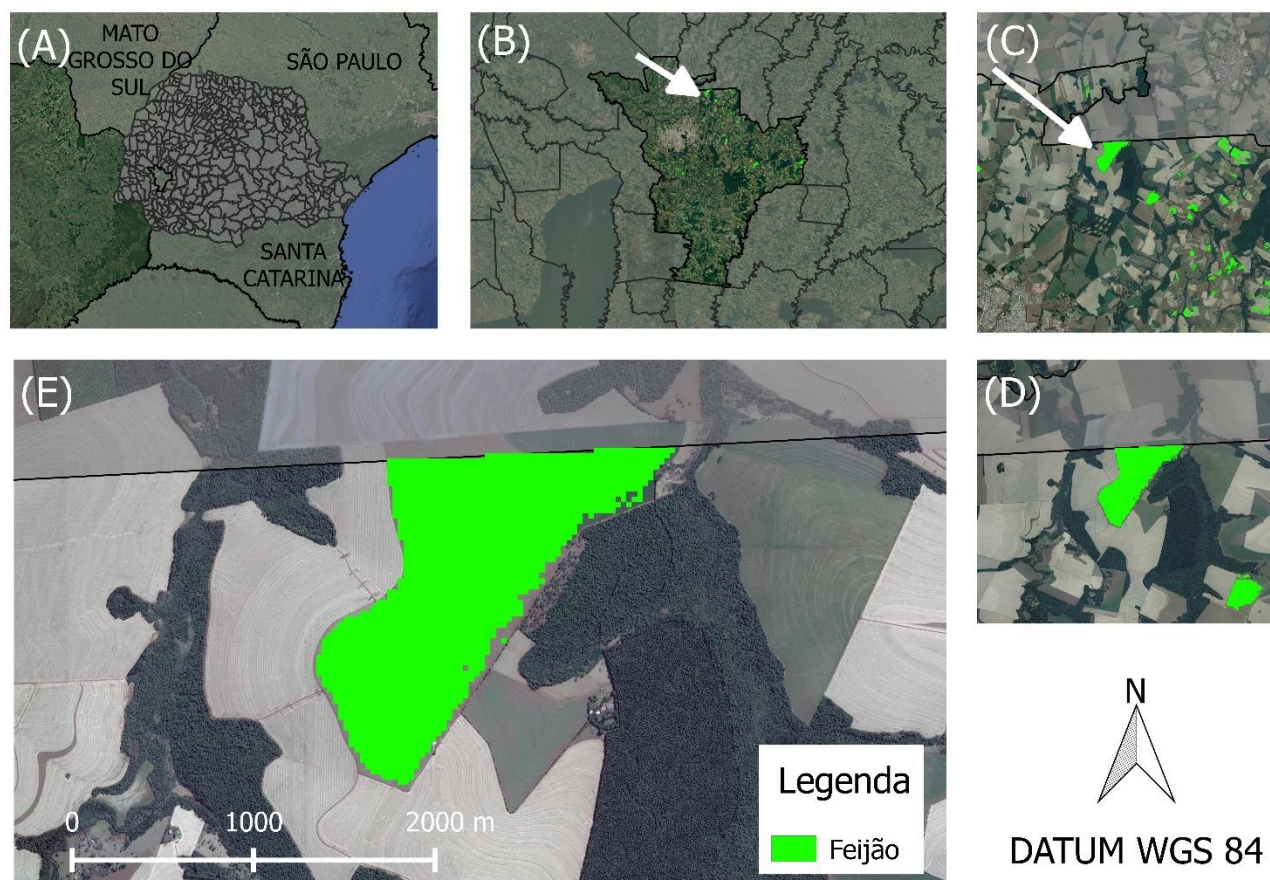 (A)
MATO
GROSSO DO
SUL
SÃO PAULO
SANTA
CATARINA
(B)
(C)
(E)
0 1000 2000 m
Legenda
Feijão
(D)
N
DATUM WGS 84